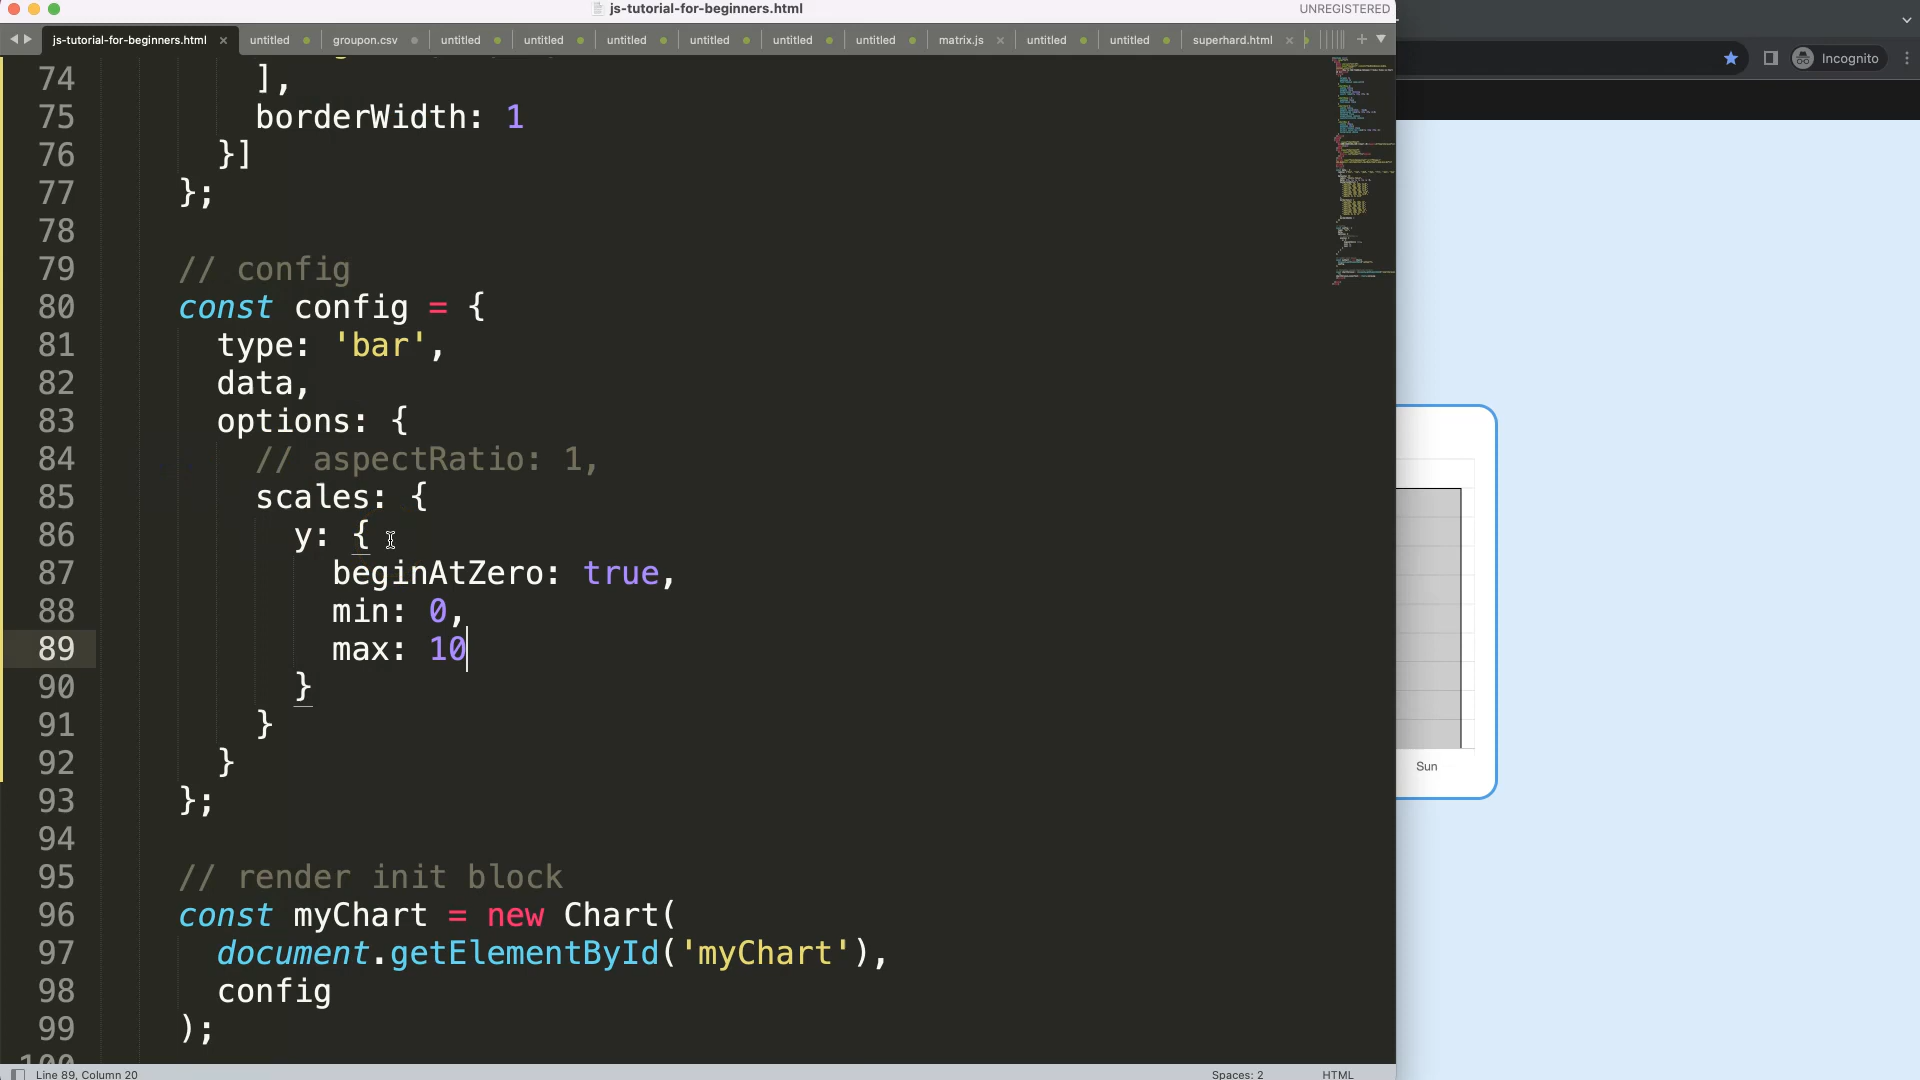 js-tutorial-for-beginners.html
UNREGISTERED
js-tutorial-for-beginners.html untitled groupon.csv untitled untitled untitled untitled untitled untitled matrix.js untitled untitled superhard.html
Incognito
74 ],
75 borderWidth: 1
76 }]
77 };
78
79 // config
80 const config = {
81 type: 'bar',
82 data,
83 options: {
84 // aspectRatio: 1,
85 scales: {
86 y: {
87 beginAtZero: true,
88 min: 0,
89 max: 10
90 }
91 }
92 }
93 };
94
95 // render init block
96 const myChart = new Chart(
97 document.getElementById('myChart'),
98 config
99 );
100
Sun
Line 89, Column 20
Spaces: 2
HTML